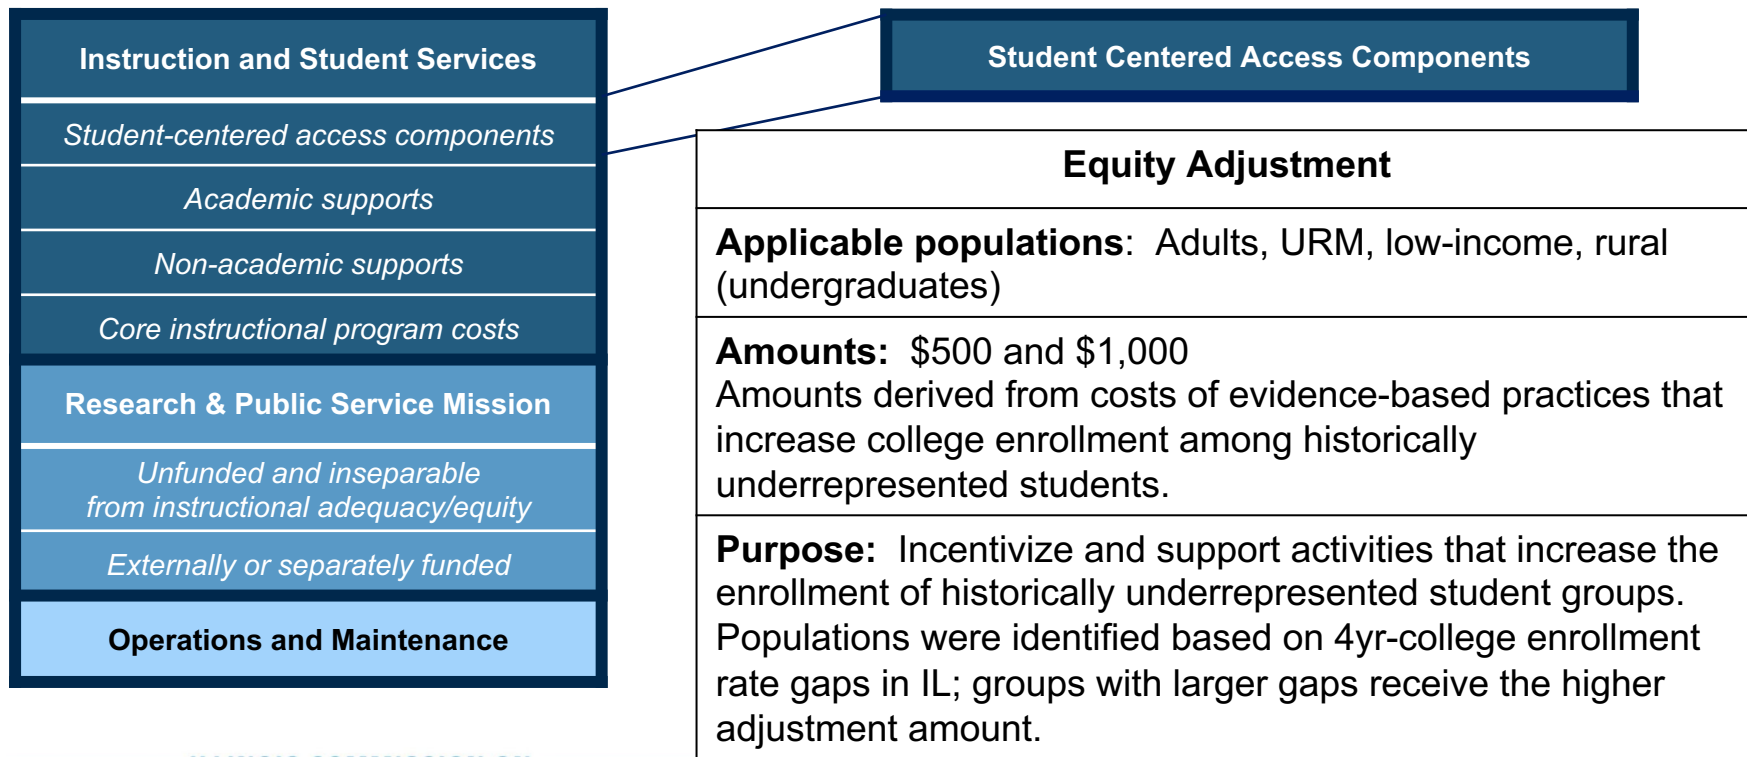 Instruction and Student Services
Student-centered access components
Academic supports
Non-academic supports
Core instructional program costs
Research & Public Service Mission
Unfunded and inseparable
from instructional adequacy/equity
Externally or separately funded
Operations and Maintenance
Student Centered Access Components
Equity Adjustment
Applicable populations:  Adults, URM, low-income, rural
(undergraduates)
Amounts:  $500 and $1,000
Amounts derived from costs of evidence-based practices that
increase college enrollment among historically
underrepresented students.
Purpose:  Incentivize and support activities that increase the
enrollment of historically underrepresented student groups.
Populations were identified based on 4yr-college enrollment
rate gaps in IL; groups with larger gaps receive the higher
adjustment amount.